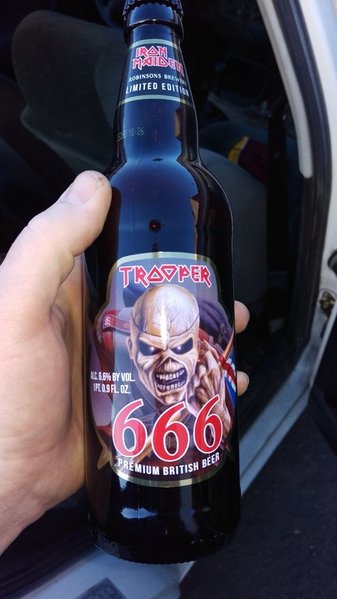 IRON
MAIDEN
ROBINSONS BREWERY
LIMITED EDITION
TROOPER
ALC. 6.6% BY VOL.
1PT. 0.9 FL. OZ.
666
PREMIUM BRITISH BEER